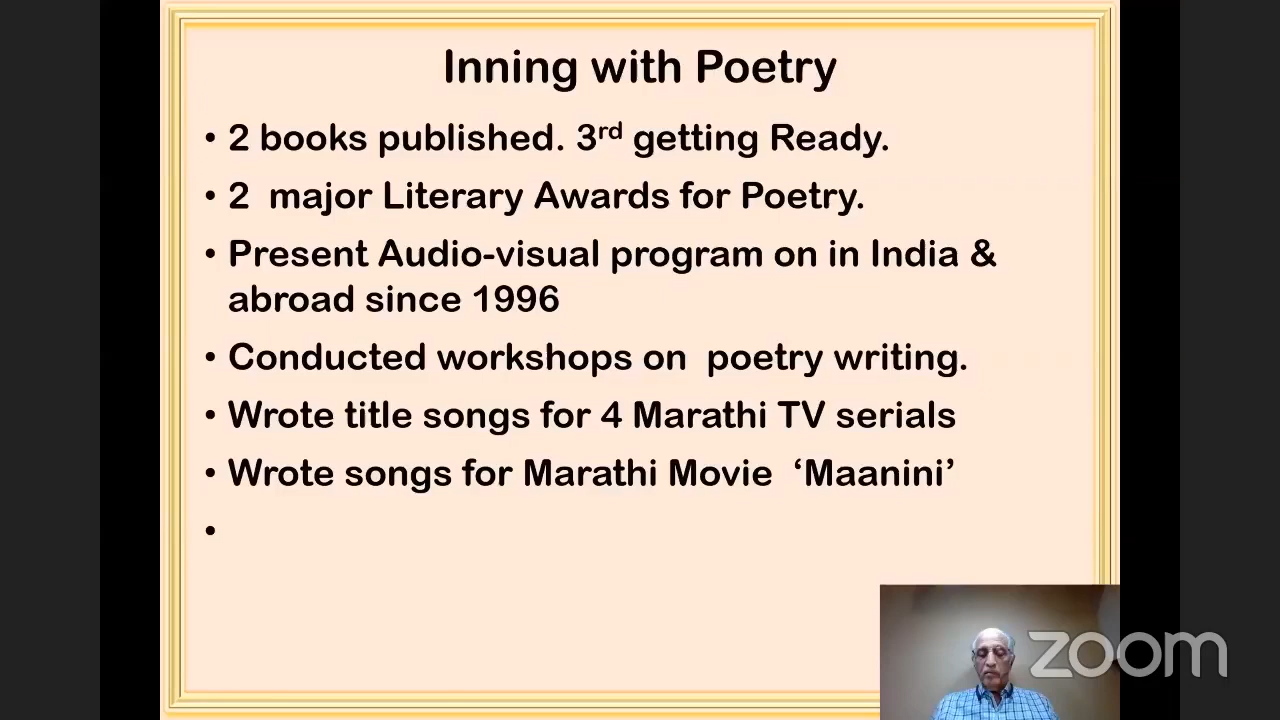 Inning with Poetry
• 2 books published. 3rd getting Ready.
• 2 major Literary Awards for Poetry.
• Present Audio-visual program on in India &
abroad since 1996
• Conducted workshops on poetry writing.
• Wrote title songs for 4 Marathi TV serials
• Wrote songs for Marathi Movie ‘Maanini’
•
zoom